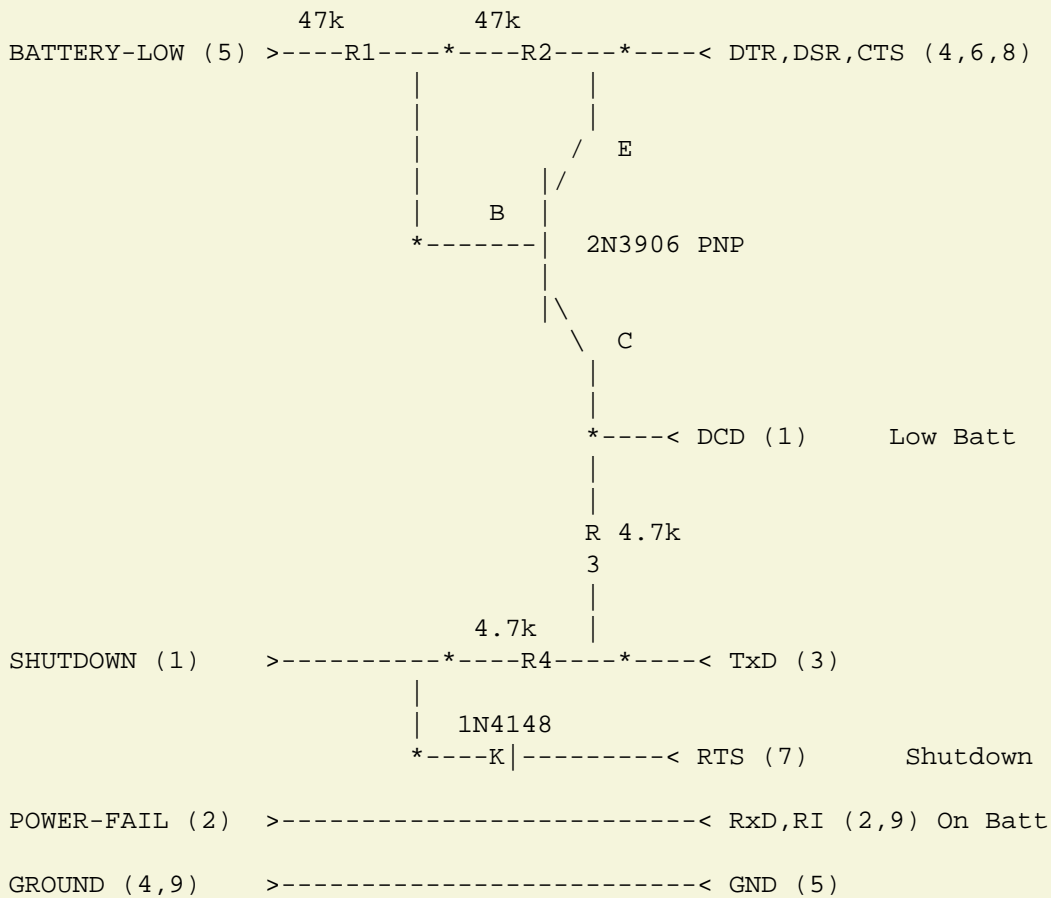 47k 47k
BATTERY-LOW (5) >----R1----*----R2----*----< DTR,DSR,CTS (4,6,8)
| |
| |
| / E
| |/
| B |
*-------| 2N3906 PNP
|
|\
\ C
|
|
*----< DCD (1) Low Batt
|
|
R 4.7k
3
|
4.7k |
SHUTDOWN (1) >----------*----R4----*----< TxD (3)
|
| 1N4148
*----K|---------< RTS (7) Shutdown
POWER-FAIL (2) >--------------------------< RxD,RI (2,9) On Batt
GROUND (4,9) >--------------------------< GND (5)